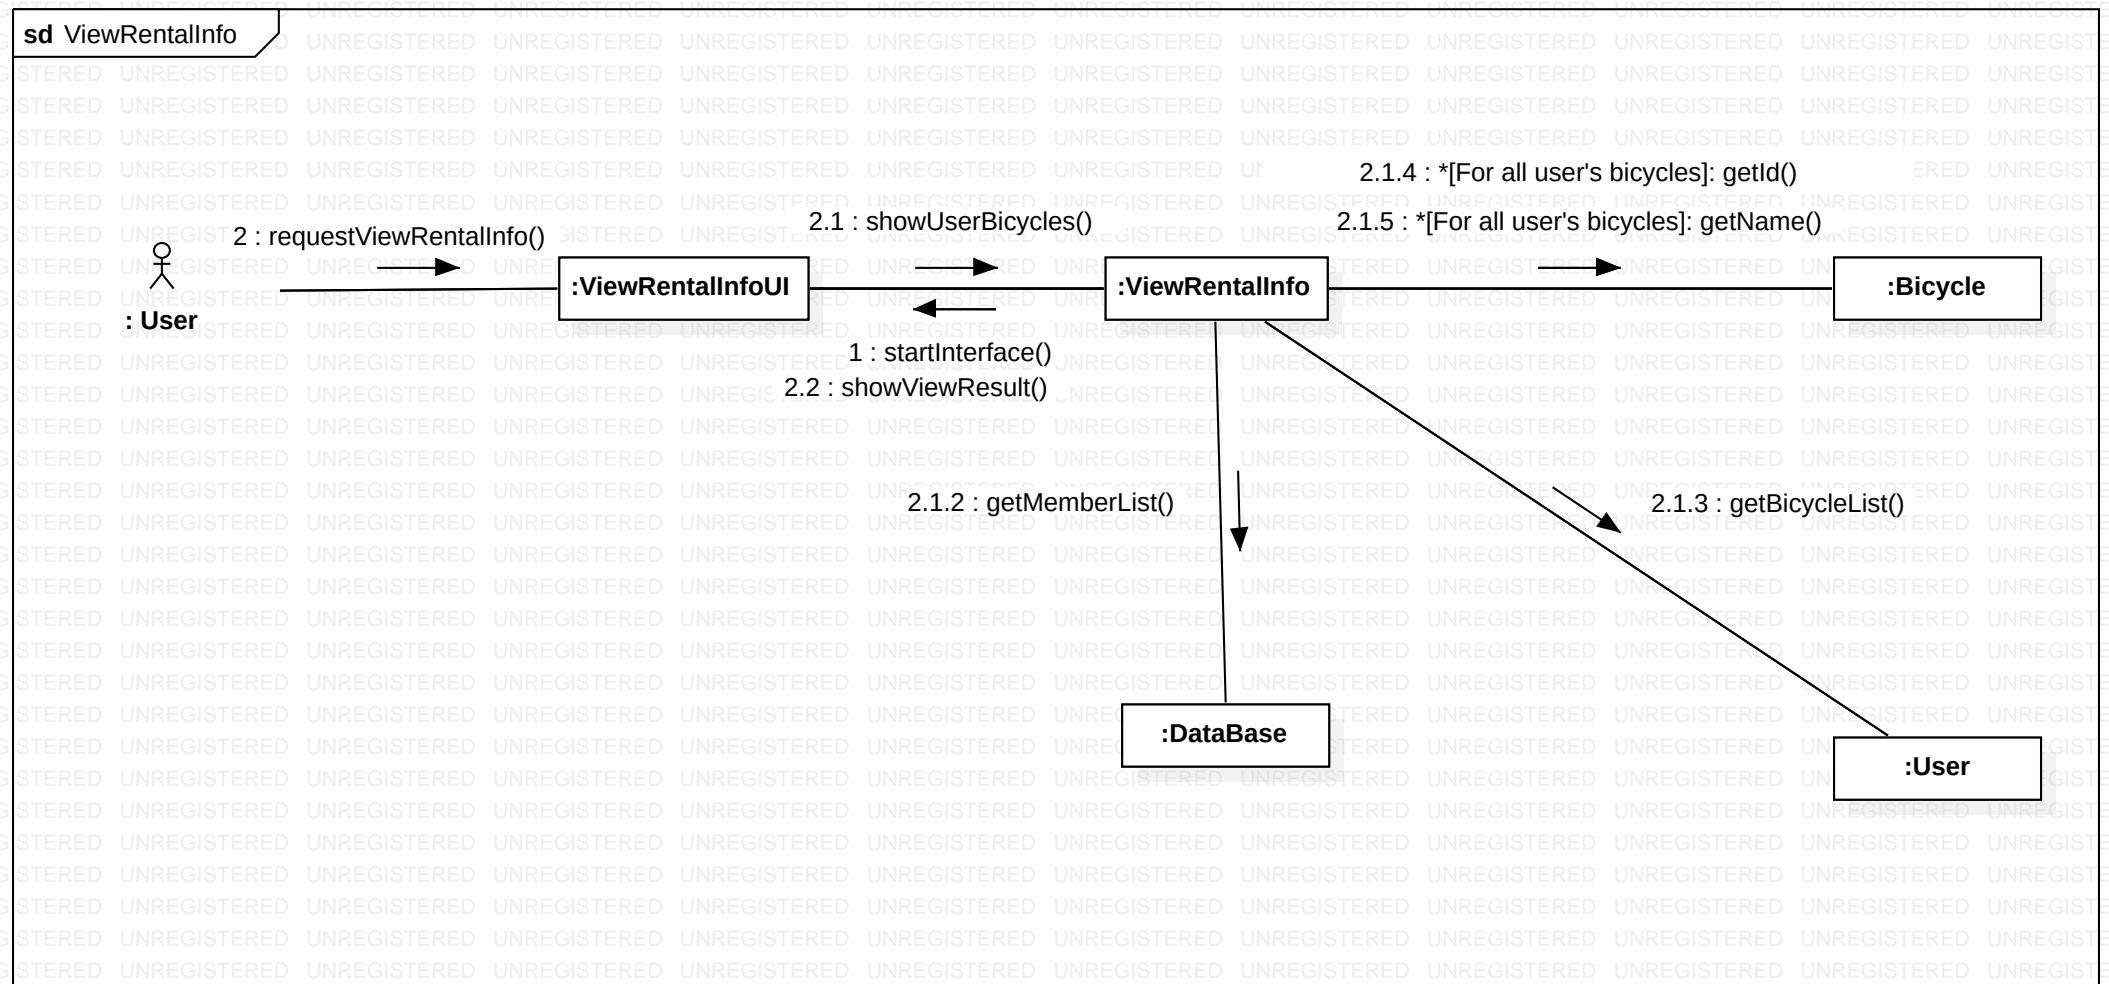 sd ViewRentalInfo
2.1.4 : *[For all user's bicycles]: getId()
2 : requestViewRentalInfo()
2.1 : showUserBicycles()
2.1.5 : *[For all user's bicycles]: getName()
: User
:ViewRentalInfoUI
:ViewRentalInfo
:Bicycle
1 : startInterface()
2.2 : showViewResult()
2.1.2 : getMemberList()
2.1.3 : getBicycleList()
:DataBase
:User
UNREGISTERED